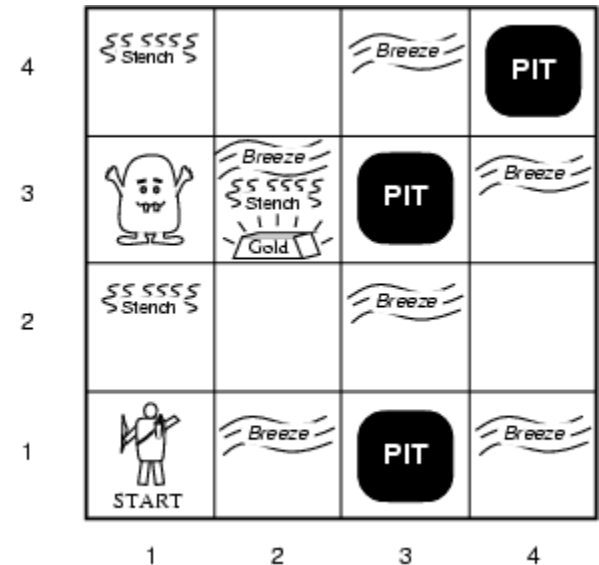 4
Stench
Breeze
PIT
3
Breeze
Stench
Gold
PIT
Breeze
2
Stench
Breeze
1
START
Breeze
PIT
Breeze
1 2 3 4